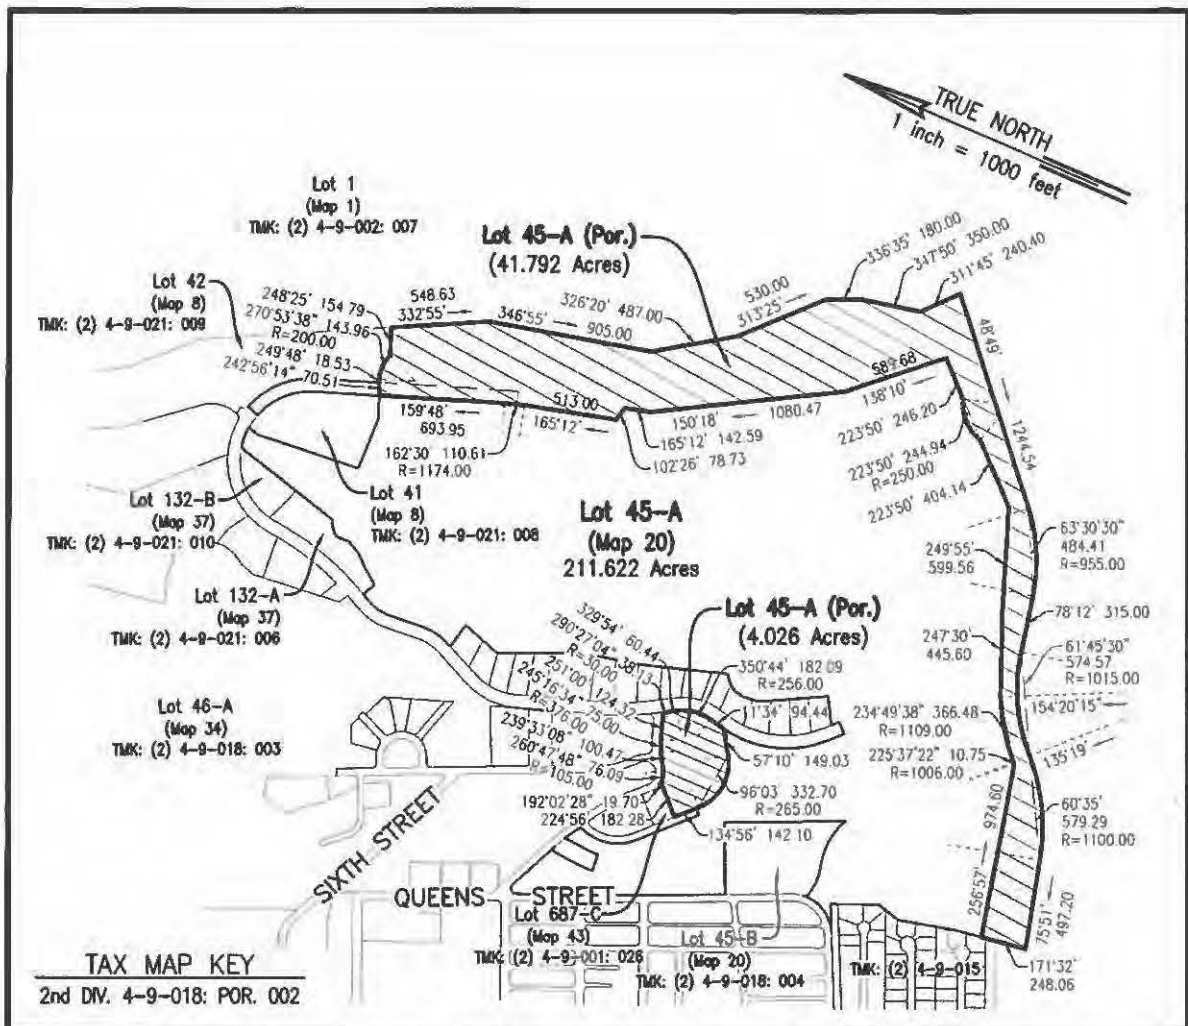 TRUE NORTH
1 inch = 1000 feet
Lot 1
(Map 1)
TMK: (2) 4-9-002: 007
Lot 45-A (Por.)
(41.792 Acres)
336°35' 180.00
317°50' 350.00
311°45' 240.40
Lot 42
(Map 8)
TMK: (2) 4-9-021: 009
248°25' 154.79
270°53'38" 143.96
R=200.00
249°48' 18.53
242°56'14" 70.51
548.63
332°55'
346°55'
905.00
326°20' 487.00
530.00
313°25'
48°49'
1244.54
589.68
138°10'
513.00
159°48'
693.95
165°12'
150°18'
1080.47
165°12' 142.59
102°26' 78.73
162°30' 110.61
R=1174.00
223°50' 246.20
223°50' 244.94
R=250.00
223°50' 404.14
Lot 41
(Map 8)
TMK: (2) 4-9-021: 008
Lot 132-B
(Map 37)
TMK: (2) 4-9-021: 010
Lot 45-A
(Map 20)
211.622 Acres
249°55'
599.56
63°30'30"
484.41
R=955.00
Lot 132-A
(Map 37)
TMK: (2) 4-9-021: 006
Lot 45-A (Por.)
(4.026 Acres)
78°12' 315.00
247°30'
445.60
61°45'30"
574.57
R=1015.00
154°20'15"
135°19'
329°54' 60.44
290°27'04" 38.13
R=30.00
251°00' 124.32
245°16'34" 75.00
R=376.00
239°33'08" 100.47
260°47'48" 76.09
R=105.00
192°02'28" 19.70
224°56' 182.28
350°44' 182.09
R=256.00
11°34' 94.44
57°10' 149.03
96°03' 332.70
R=265.00
134°56' 142.10
234°49'38" 366.48
R=1109.00
225°37'22" 10.75
R=1006.00
974.60
256°57'
60°35'
579.29
R=1100.00
75°51'
497.20
171°32'
248.06
Lot 46-A
(Map 34)
TMK: (2) 4-9-018: 003
SIXTH STREET
QUEENS STREET
Lot 687-C
(Map 43)
TMK: (2) 4-9-001: 026
Lot 45-B
(Map 20)
TMK: (2) 4-9-018: 004
TMK: (2) 4-9-015
TAX MAP KEY
2nd DIV. 4-9-018: POR. 002